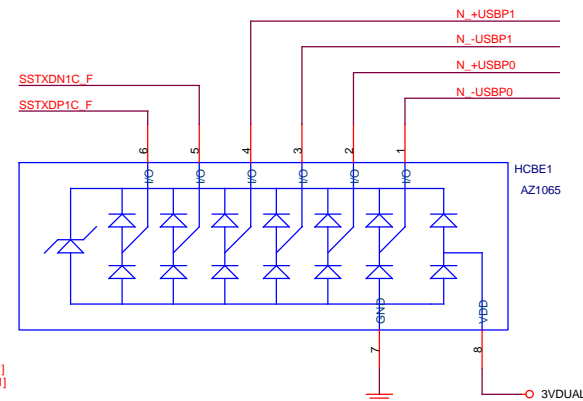 N_+USBP1
N_-USBP1
N_+USBP0
N_-USBP0
SSTXDN1C_F
SSTXDP1C_F
6 5 4 3 2 1
I/O I/O I/O I/O I/O I/O
HCBE1
AZ1065
GND VDD
7 8
3VDUAL
]
]